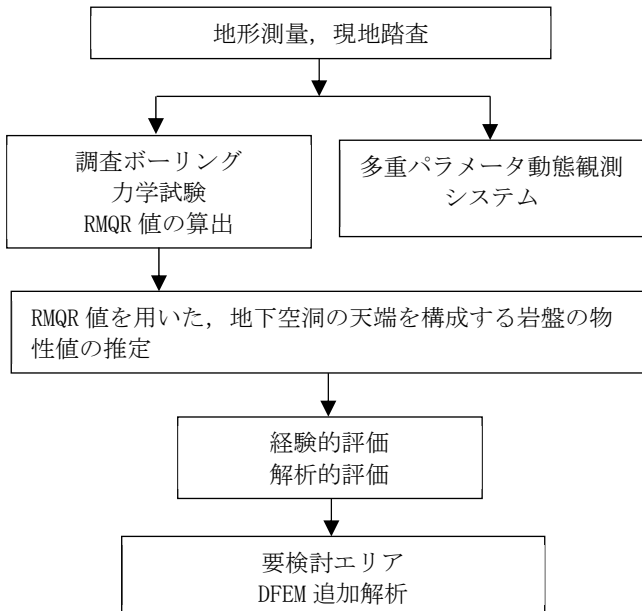 地形測量，現地踏査
調査ボーリング
力学試験
RMQR 値の算出
多重パラメータ動態観測
システム
RMQR 値を用いた，地下空洞の天端を構成する岩盤の物
性値の推定
経験的評価
解析的評価
要検討エリア
DFEM 追加解析